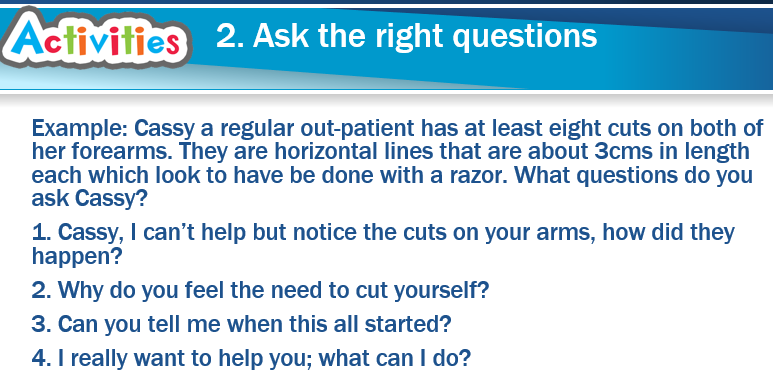 Activities
2. Ask the right questions
Example: Cassy a regular out-patient has at least eight cuts on both of
her forearms. They are horizontal lines that are about 3cms in length
each which look to have be done with a razor. What questions do you
ask Cassy?
1. Cassy, I can’t help but notice the cuts on your arms, how did they
happen?
2. Why do you feel the need to cut yourself?
3. Can you tell me when this all started?
4. I really want to help you; what can I do?